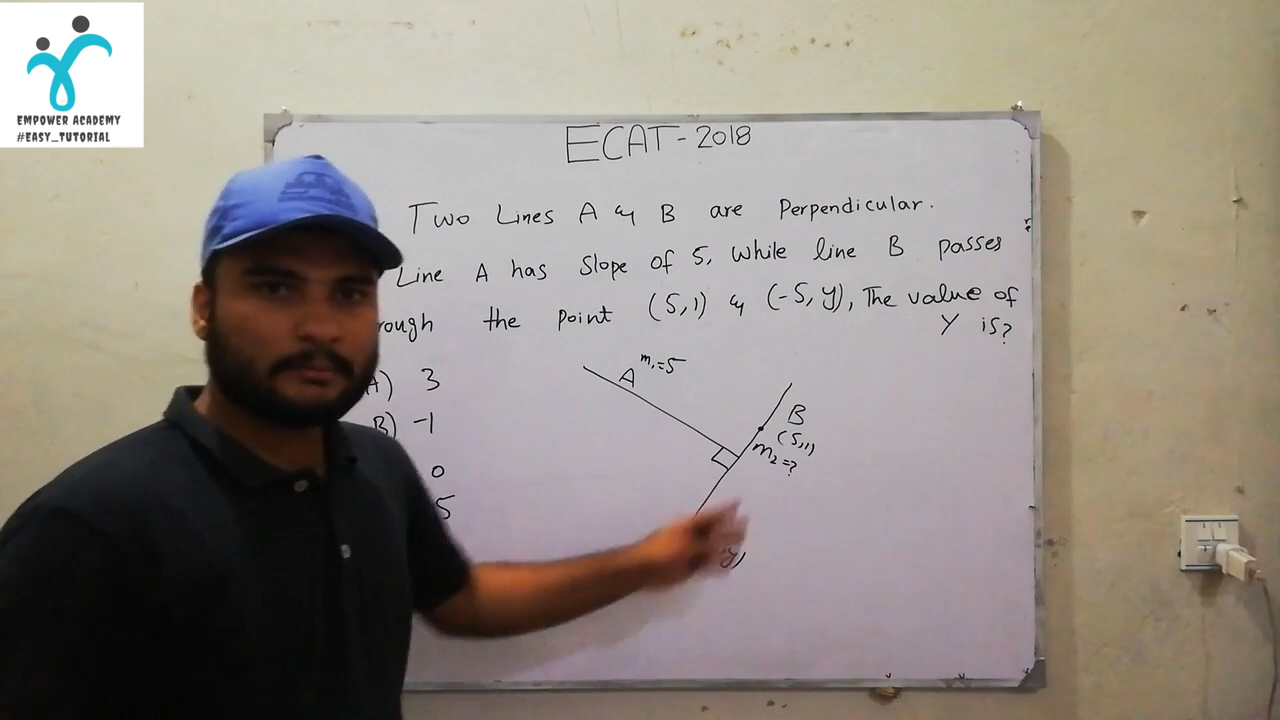 EMPOWER ACADEMY
#EASY_TUTORIAL
ECAT-2018
Two Lines A & B are Perpendicular.
Line A has Slope of 5, While line B passes
rough the point (5,1) & (-5,y), The value of
Y is?
A) 3
B) -1
0
5
A m₁=5
B
(5,1)
m₂=?
y)